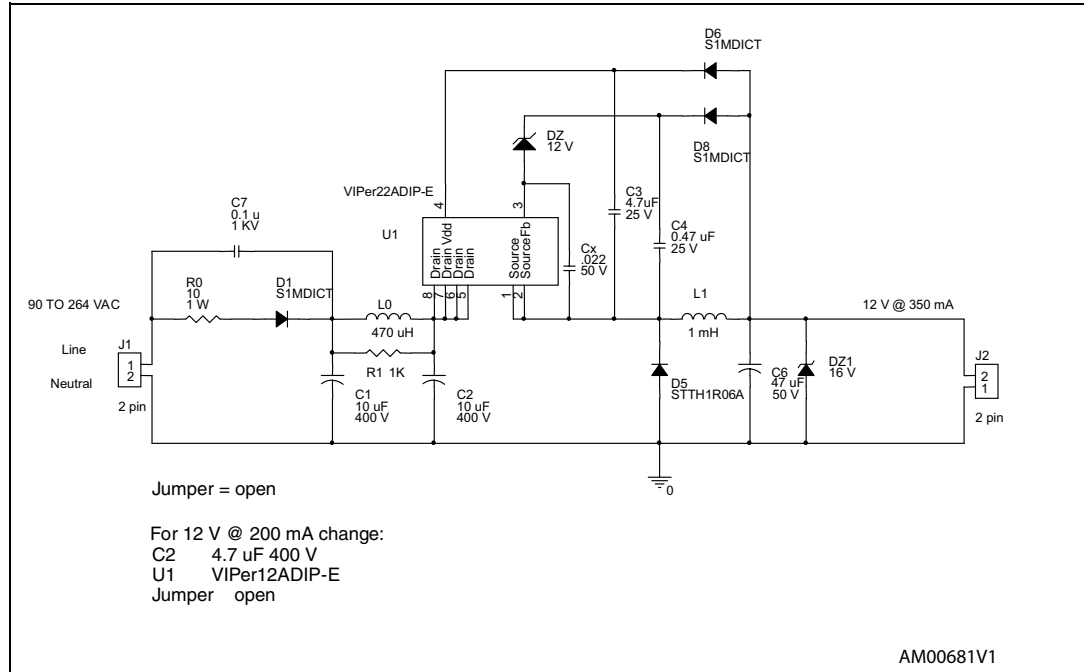 D6
S1MDICT
DZ
12 V
D8
S1MDICT
VIPer22ADIP-E
4
3
C3
4.7uF
25 V
C7
0.1 u
1 KV
U1
Drain Vdd
Drain
Drain
Drain
Source
SourceFb
C4
0.47 uF
25 V
Cx
.022
50 V
8
7
6
5
1
2
R0
10
1 W
D1
S1MDICT
L0
470 uH
L1
1 mH
90 TO 264 VAC
12 V @ 350 mA
J1
Line
1
2
Neutral
2 pin
R1 1K
C1
10 uF
400 V
C2
10 uF
400 V
D5
STTH1R06A
C6
47 uF
50 V
DZ1
16 V
J2
2
1
2 pin
0
Jumper = open
For 12 V @ 200 mA change:
C2 4.7 uF 400 V
U1 VIPer12ADIP-E
Jumper open
AM00681V1